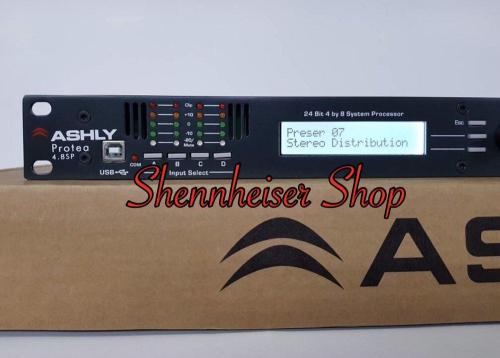 Clip
+10
0
-10
-20/
Mute
ASHLY
Protea
4.8SP
USB
COM
A B C D
Input Select
24 Bit 4 by 8 System Processor
Preser 07
Stereo Distribution
Esc
Shennheiser Shop
AS